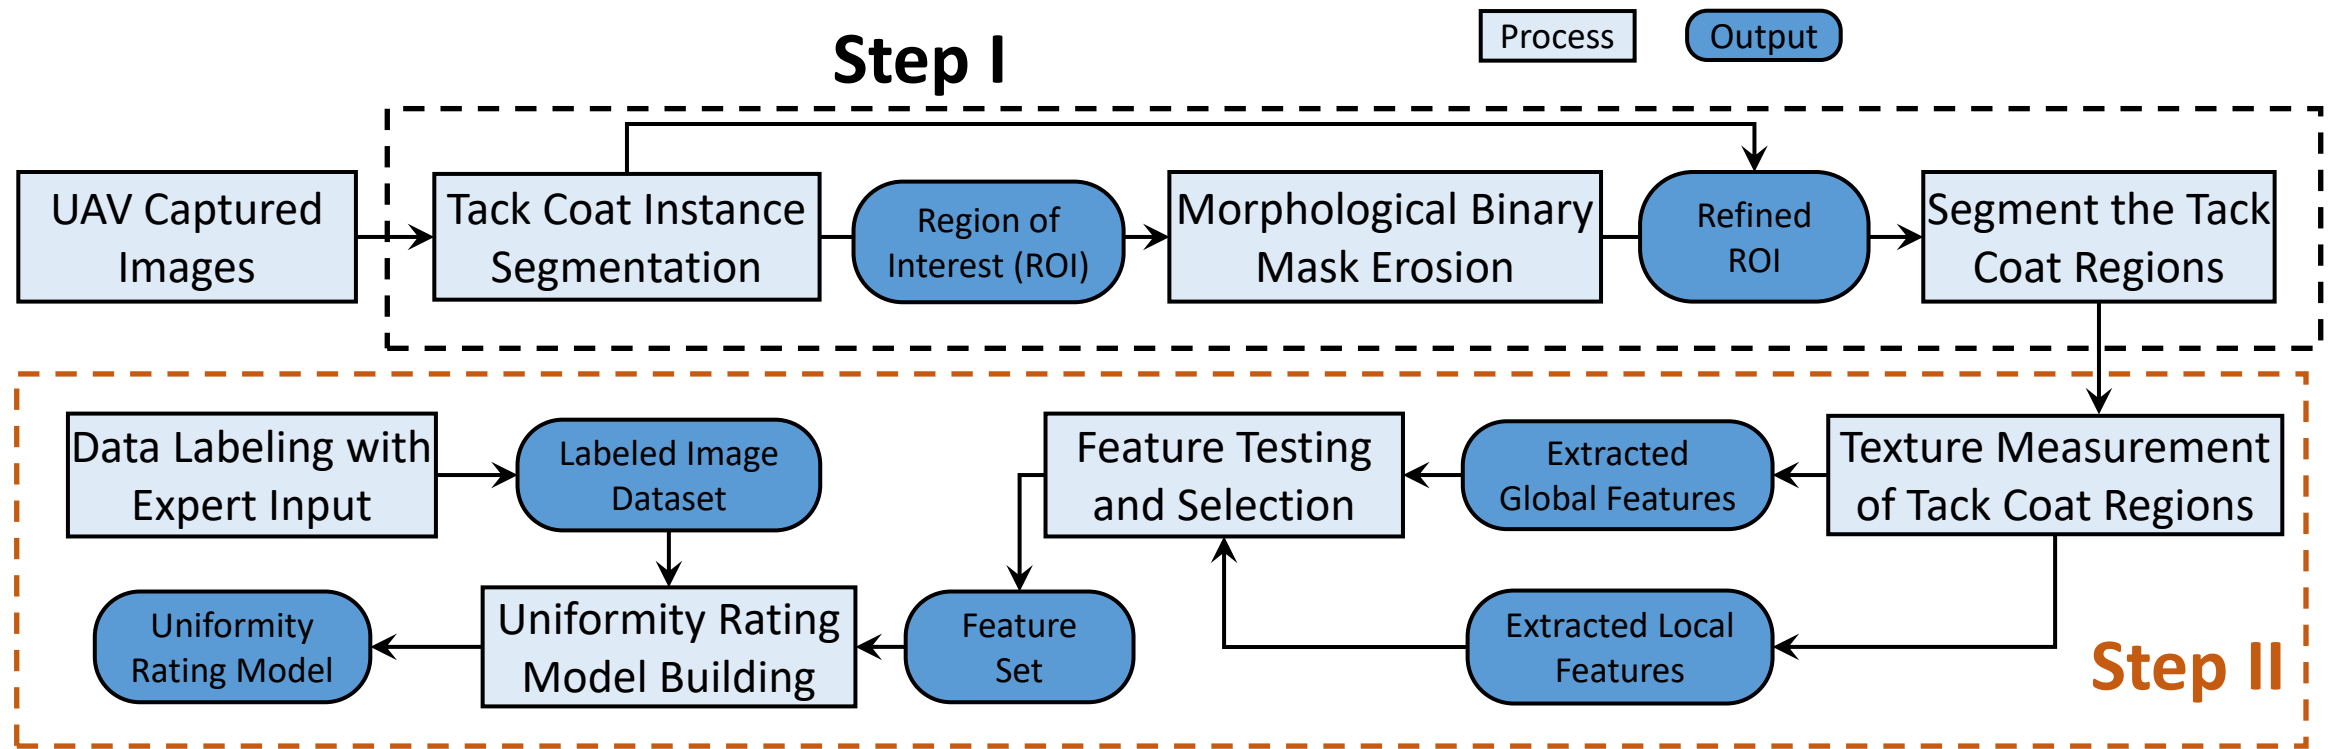 Step I
Process
Output
UAV Captured
Images
Tack Coat Instance
Segmentation
Region of
Interest (ROI)
Morphological Binary
Mask Erosion
Refined
ROI
Segment the Tack
Coat Regions
Data Labeling with
Expert Input
Labeled Image
Dataset
Feature Testing
and Selection
Extracted
Global Features
Texture Measurement
of Tack Coat Regions
Uniformity
Rating Model
Uniformity Rating
Model Building
Feature
Set
Extracted Local
Features
Step II